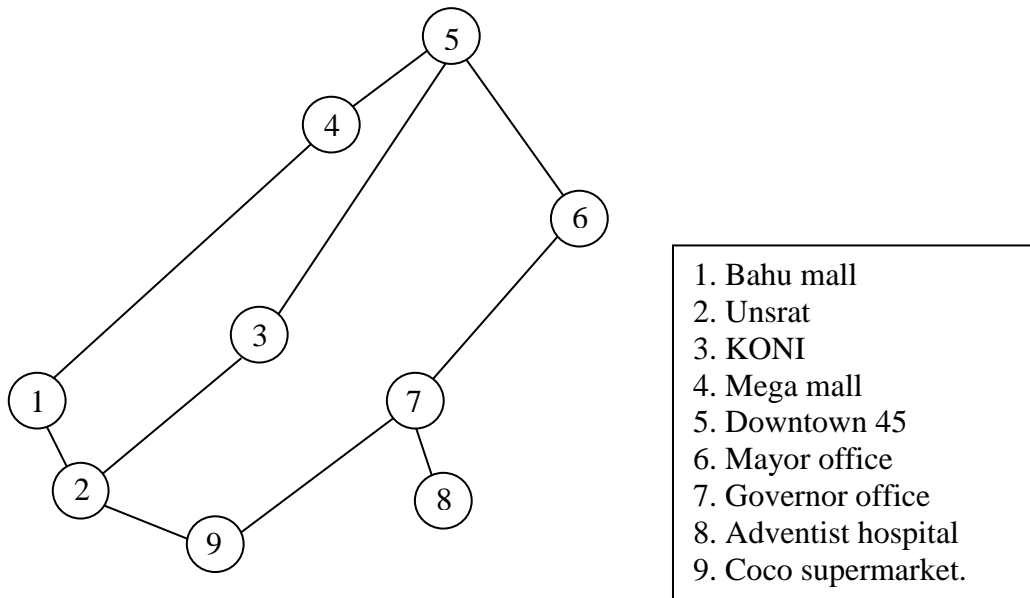 5
4
6
3
1
7
2
8
9
1. Bahu mall
2. Unsrat
3. KONI
4. Mega mall
5. Downtown 45
6. Mayor office
7. Governor office
8. Adventist hospital
9. Coco supermarket.